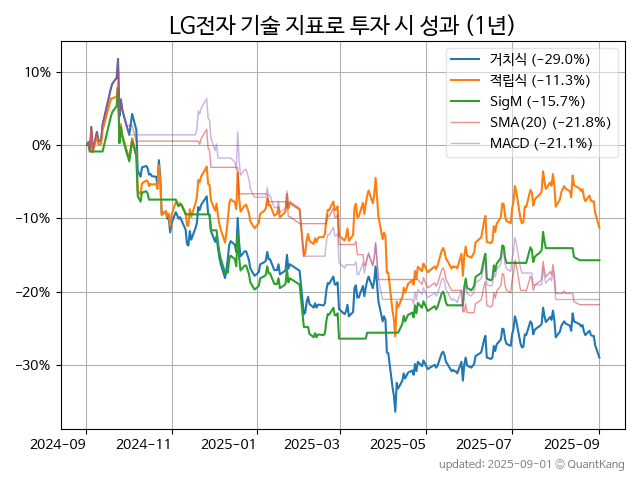 LG전자 기술 지표로 투자 시 성과 (1년)
거치식 (−29.0%)
적립식 (−11.3%)
SigM (−15.7%)
SMA(20) (−21.8%)
MACD (−21.1%)
10%
0%
−10%
−20%
−30%
2024-09 2024-11 2025-01 2025-03 2025-05 2025-07 2025-09
updated: 2025-09-01 © QuantKang